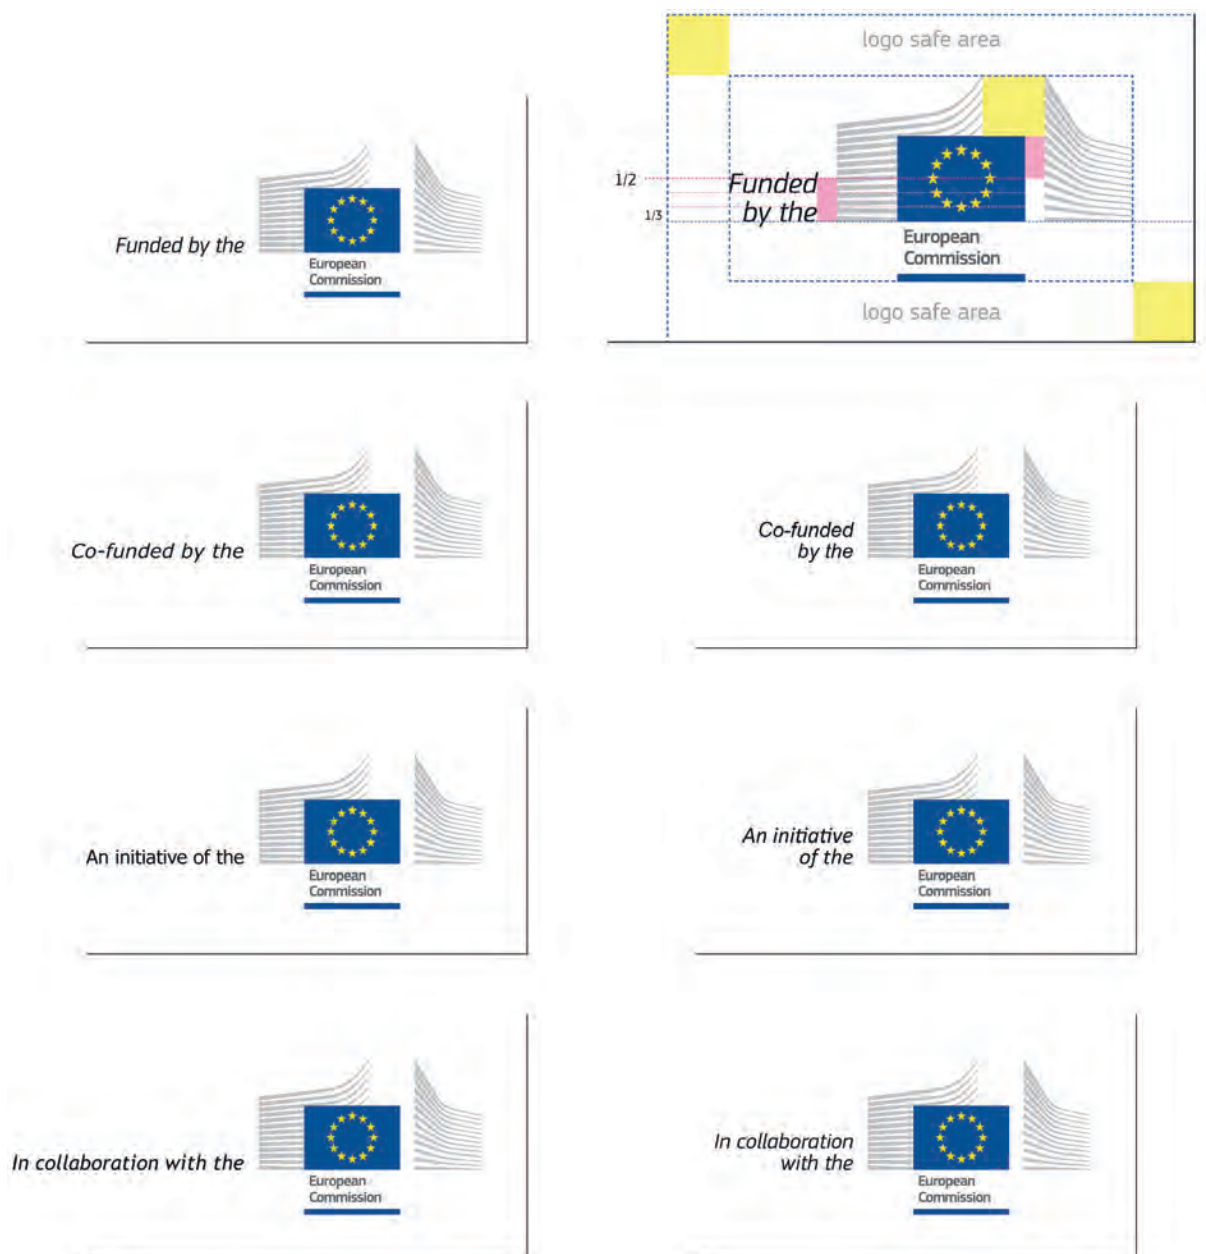 logo safe area
1/2
Funded
by the
1/3
European
Commission
logo safe area
Funded by the
European
Commission
Co-funded by the
European
Commission
Co-funded
by the
European
Commission
An initiative of the
European
Commission
An initiative
of the
European
Commission
In collaboration with the
European
Commission
In collaboration
with the
European
Commission